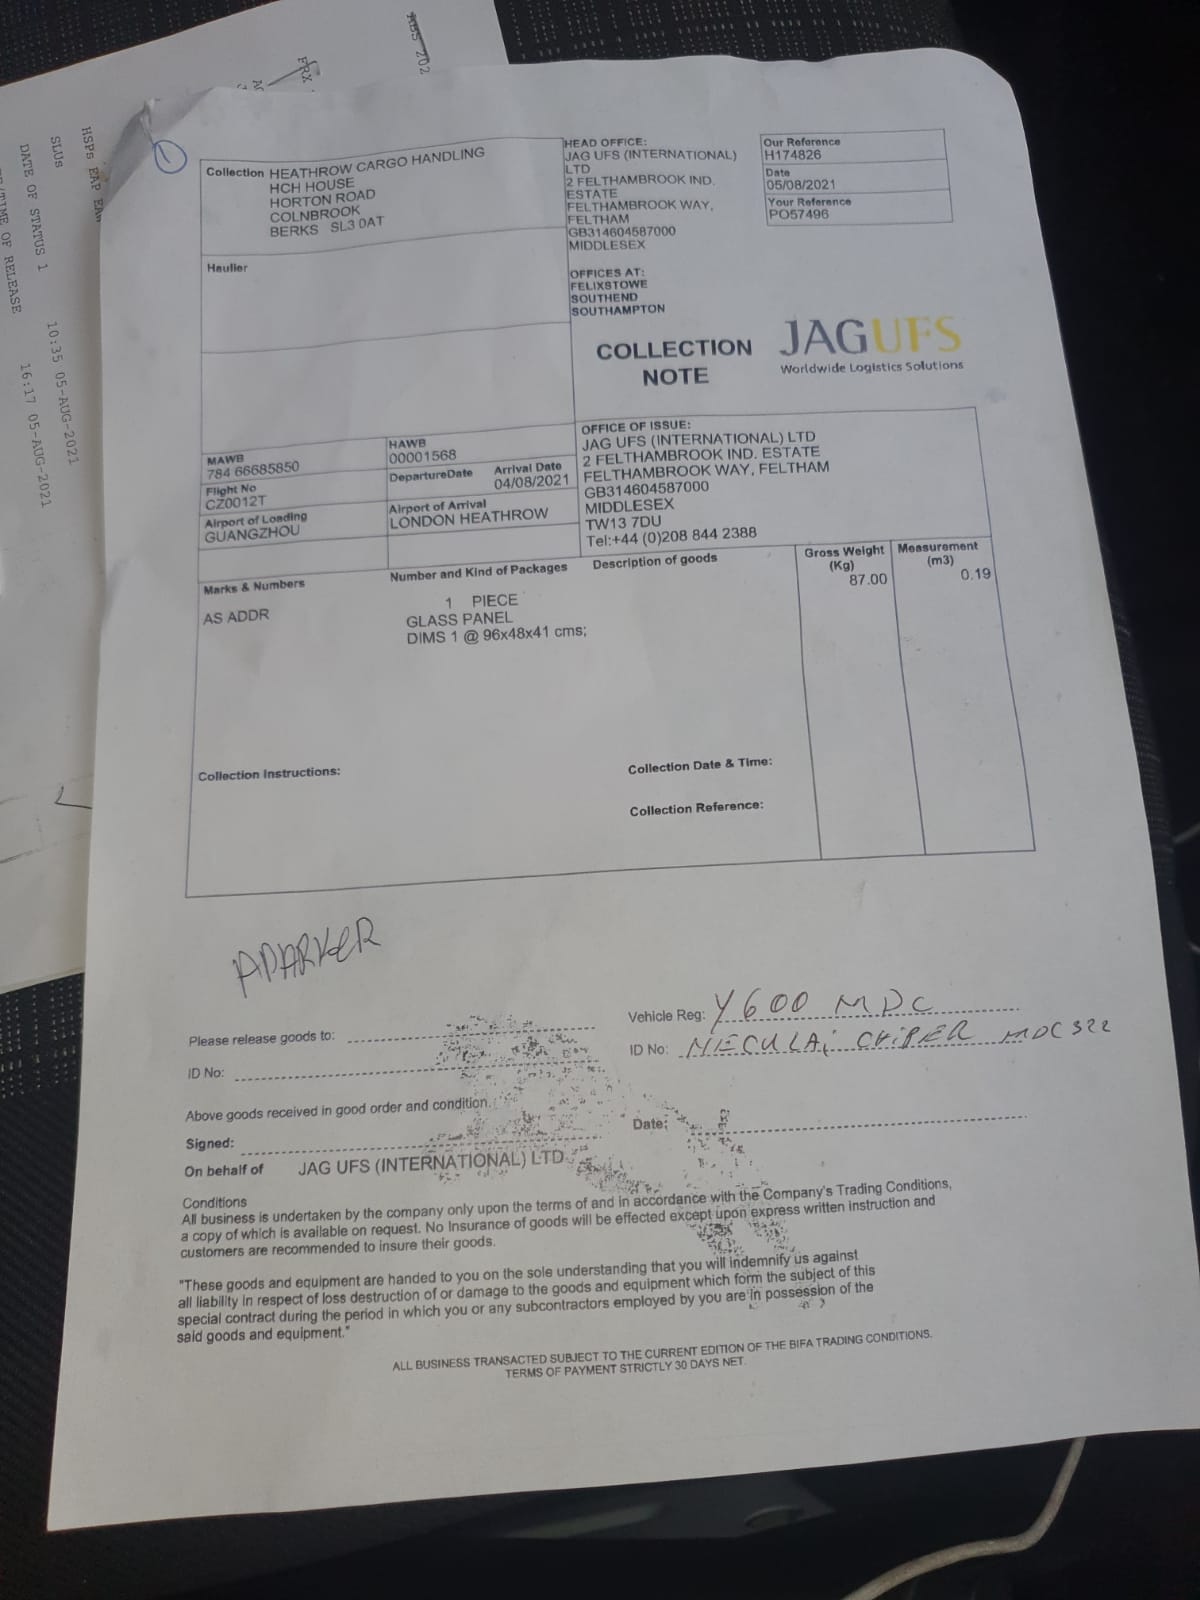 ABS 202
FRX
HSPs EAP EAW
SLUs
DATE OF STATUS 1 10:35 05-AUG-2021
TIME OF RELEASE 16:17 05-AUG-2021
Collection HEATHROW CARGO HANDLING
HCH HOUSE
HORTON ROAD
COLNBROOK
BERKS SL3 0AT
HEAD OFFICE:
JAG UFS (INTERNATIONAL)
LTD
2 FELTHAMBROOK IND.
ESTATE
FELTHAMBROOK WAY,
FELTHAM
GB314604587000
MIDDLESEX
OFFICES AT:
FELIXSTOWE
SOUTHEND
SOUTHAMPTON
Our Reference
H174826
Date
05/08/2021
Your Reference
PO57496
Haulier
COLLECTION
NOTE
JAGUFS
Worldwide Logistics Solutions
MAWB
784 66685850
HAWB
00001568
Flight No
CZ0012T
DepartureDate Arrival Date
04/08/2021
Airport of Loading
GUANGZHOU
Airport of Arrival
LONDON HEATHROW
OFFICE OF ISSUE:
JAG UFS (INTERNATIONAL) LTD
2 FELTHAMBROOK IND. ESTATE
FELTHAMBROOK WAY, FELTHAM
GB314604587000
MIDDLESEX
TW13 7DU
Tel:+44 (0)208 844 2388
Marks & Numbers Number and Kind of Packages Description of goods Gross Weight (Kg) Measurement (m3)
AS ADDR
1 PIECE
GLASS PANEL
DIMS 1 @ 96x48x41 cms;
87.00 0.19
Collection Instructions:
Collection Date & Time:
Collection Reference:
APARKER
Please release goods to:
Vehicle Reg: Y600 MDC
ID No:
ID No: NECULAi CHiPER MDC322
Above goods received in good order and condition.
Signed:
Date:
On behalf of JAG UFS (INTERNATIONAL) LTD
Conditions
All business is undertaken by the company only upon the terms of and in accordance with the Company's Trading Conditions,
a copy of which is available on request. No Insurance of goods will be effected except upon express written instruction and
customers are recommended to insure their goods.
"These goods and equipment are handed to you on the sole understanding that you will indemnify us against
all liability in respect of loss destruction of or damage to the goods and equipment which form the subject of this
special contract during the period in which you or any subcontractors employed by you are in possession of the
said goods and equipment."
ALL BUSINESS TRANSACTED SUBJECT TO THE CURRENT EDITION OF THE BIFA TRADING CONDITIONS.
TERMS OF PAYMENT STRICTLY 30 DAYS NET.